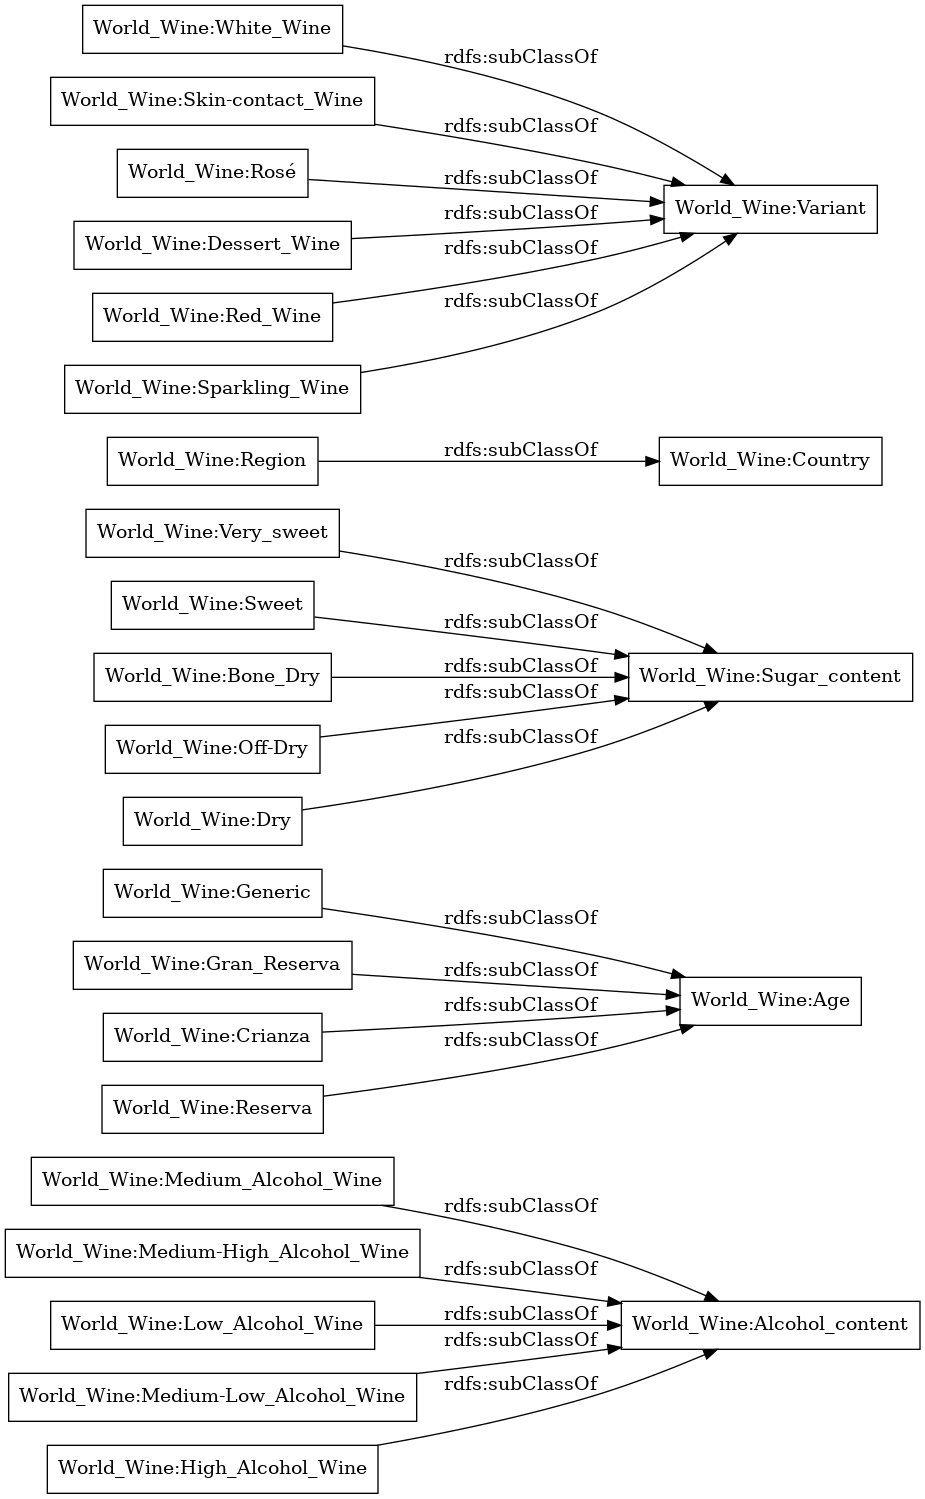 World_Wine:White_Wine
rdfs:subClassOf
World_Wine:Skin-contact_Wine
rdfs:subClassOf
World_Wine:Rosé
rdfs:subClassOf
World_Wine:Variant
World_Wine:Dessert_Wine
rdfs:subClassOf
rdfs:subClassOf
World_Wine:Red_Wine
rdfs:subClassOf
World_Wine:Sparkling_Wine
World_Wine:Region
rdfs:subClassOf
World_Wine:Country
World_Wine:Very_sweet
rdfs:subClassOf
World_Wine:Sweet
rdfs:subClassOf
World_Wine:Bone_Dry
rdfs:subClassOf
World_Wine:Sugar_content
rdfs:subClassOf
World_Wine:Off-Dry
rdfs:subClassOf
World_Wine:Dry
World_Wine:Generic
rdfs:subClassOf
World_Wine:Gran_Reserva
rdfs:subClassOf
World_Wine:Age
rdfs:subClassOf
World_Wine:Crianza
rdfs:subClassOf
World_Wine:Reserva
World_Wine:Medium_Alcohol_Wine
rdfs:subClassOf
World_Wine:Medium-High_Alcohol_Wine
rdfs:subClassOf
World_Wine:Low_Alcohol_Wine
rdfs:subClassOf
World_Wine:Alcohol_content
rdfs:subClassOf
World_Wine:Medium-Low_Alcohol_Wine
rdfs:subClassOf
World_Wine:High_Alcohol_Wine